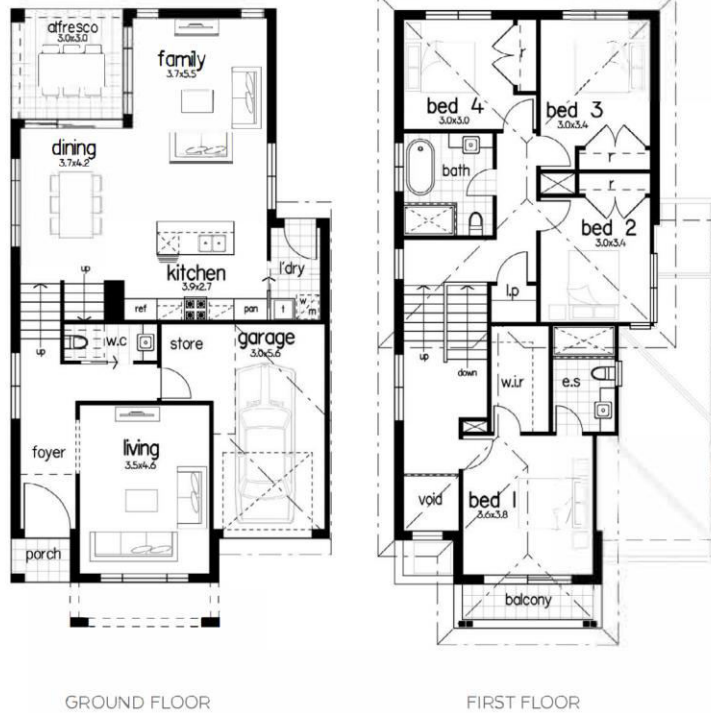 alfresco
3.0x3.0
family
3.7x5.5
dining
3.7x4.2
kitchen
3.9x2.7
l'dry
up
up
ref
pan
t
w
m
w.c
store
garage
3.0x5.6
foyer
living
3.5x4.6
porch
GROUND FLOOR
r
bed 4
3.0x3.0
bed 3
3.0x3.4
r
bath
r
bed 2
3.0x3.4
l.p
up
down
w.i.r
e.s
void
bed 1
3.6x3.8
balcony
FIRST FLOOR